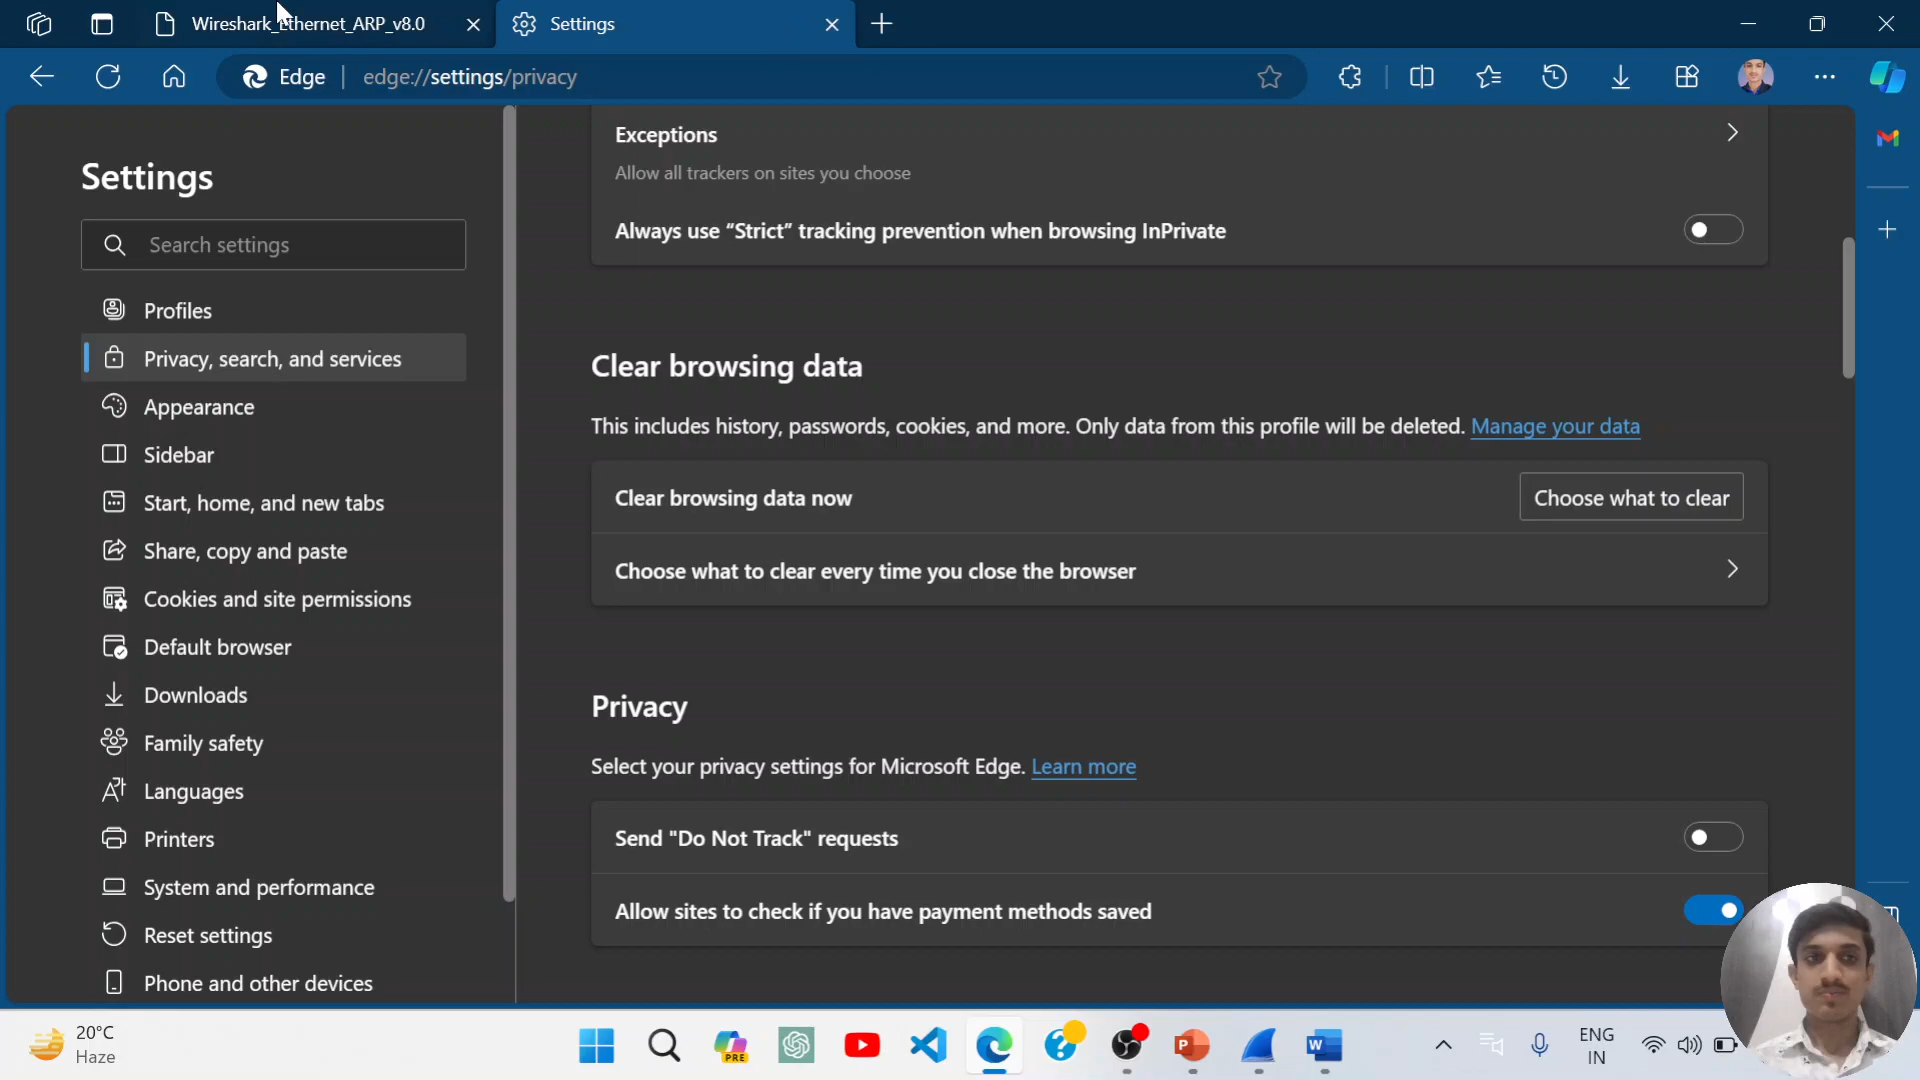 Wireshark_Ethernet_ARP_v8.0
Settings
Edge
edge://settings/privacy
Settings
Search settings
Profiles
Privacy, search, and services
Appearance
Sidebar
Start, home, and new tabs
Share, copy and paste
Cookies and site permissions
Default browser
Downloads
Family safety
Languages
Printers
System and performance
Reset settings
Phone and other devices
Exceptions
Allow all trackers on sites you choose
Always use “Strict” tracking prevention when browsing InPrivate
Clear browsing data
This includes history, passwords, cookies, and more. Only data from this profile will be deleted. Manage your data
Clear browsing data now
Choose what to clear
Choose what to clear every time you close the browser
Privacy
Select your privacy settings for Microsoft Edge. Learn more
Send "Do Not Track" requests
Allow sites to check if you have payment methods saved
20°C
Haze
PRE
P
W
ENG
IN